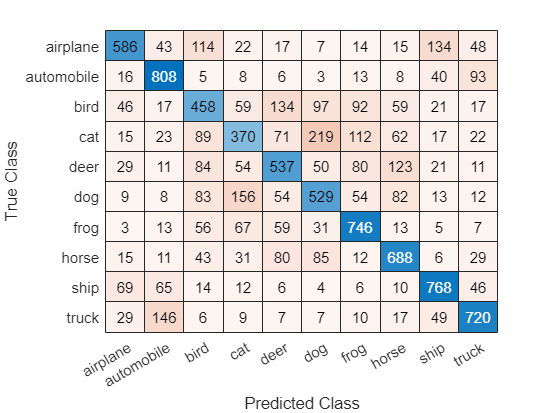 True Class
airplane 586 43 114 22 17 7 14 15 134 48
automobile 16 808 5 8 6 3 13 8 40 93
bird 46 17 458 59 134 97 92 59 21 17
cat 15 23 89 370 71 219 112 62 17 22
deer 29 11 84 54 537 50 80 123 21 11
dog 9 8 83 156 54 529 54 82 13 12
frog 3 13 56 67 59 31 746 13 5 7
horse 15 11 43 31 80 85 12 688 6 29
ship 69 65 14 12 6 4 6 10 768 46
truck 29 146 6 9 7 7 10 17 49 720
airplane automobile bird cat deer dog frog horse ship truck
Predicted Class